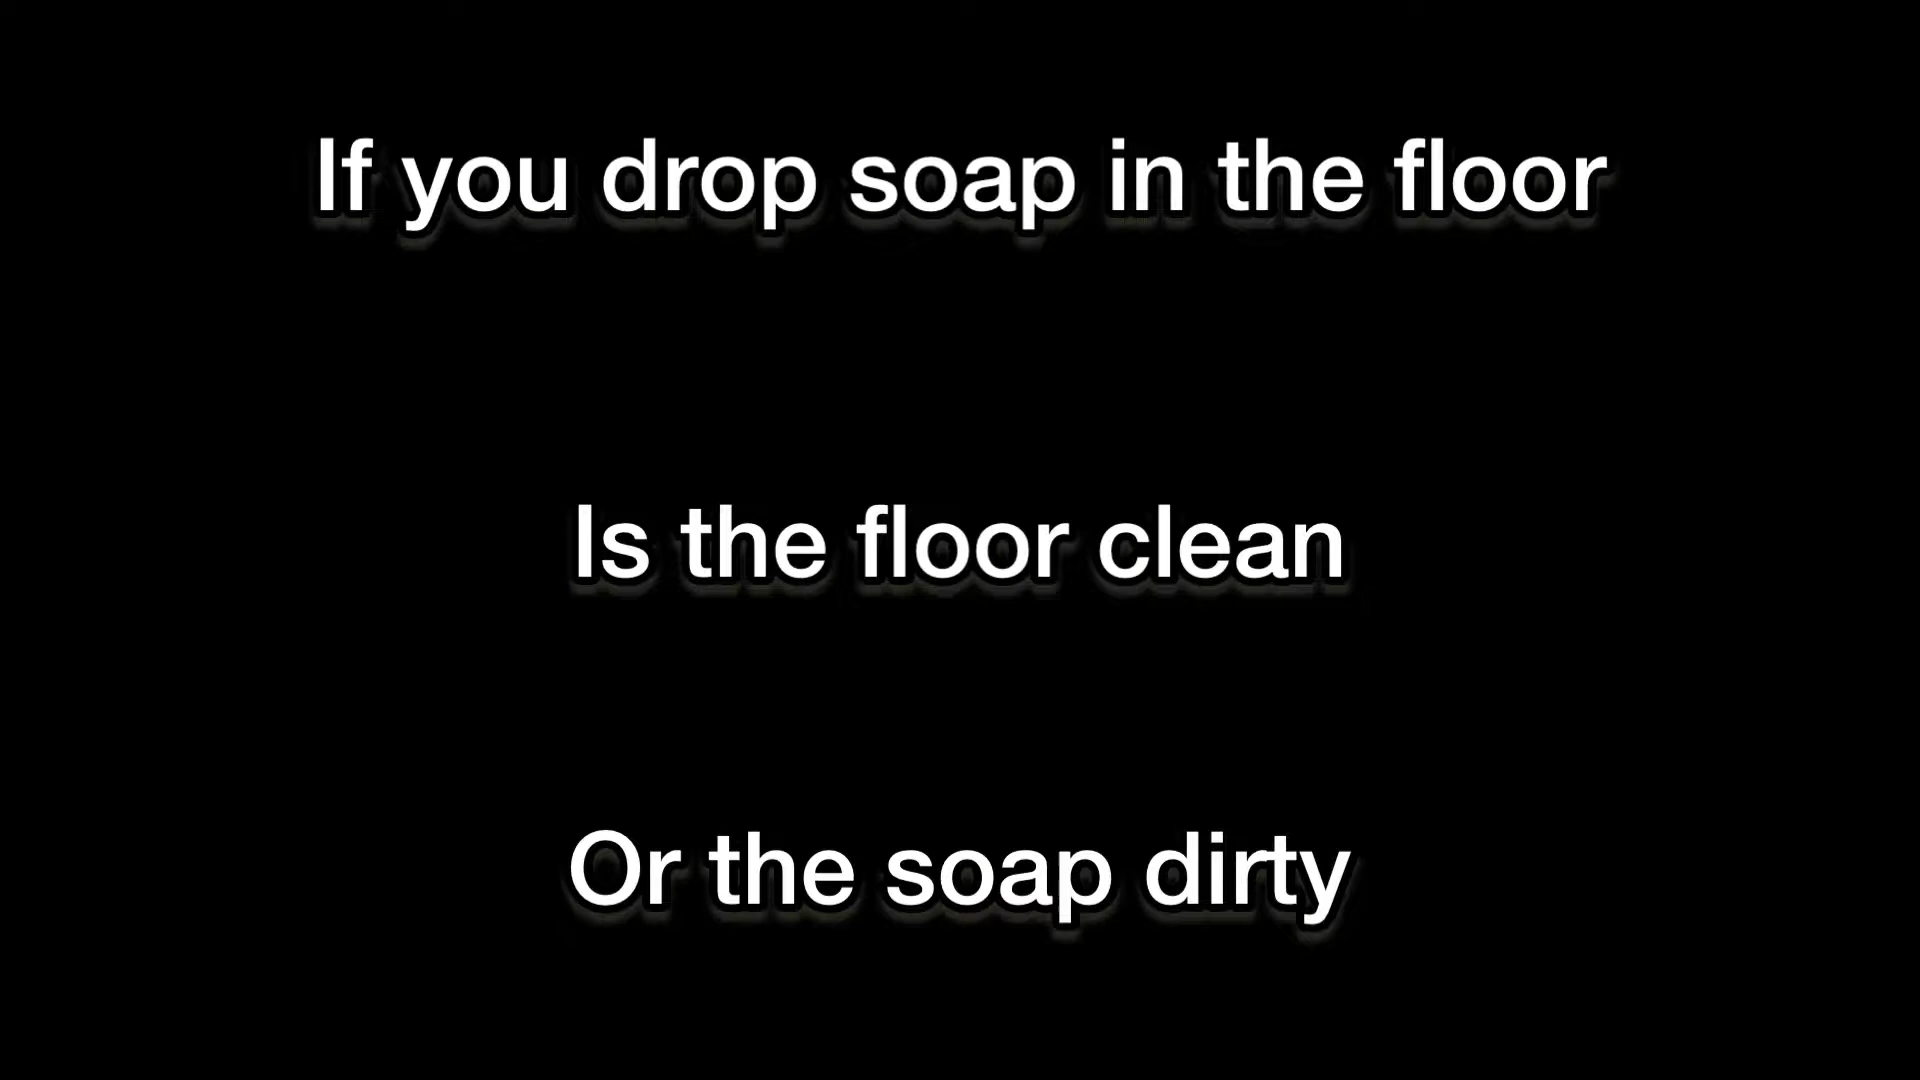 If you drop soap in the floor
Is the floor clean
Or the soap dirty